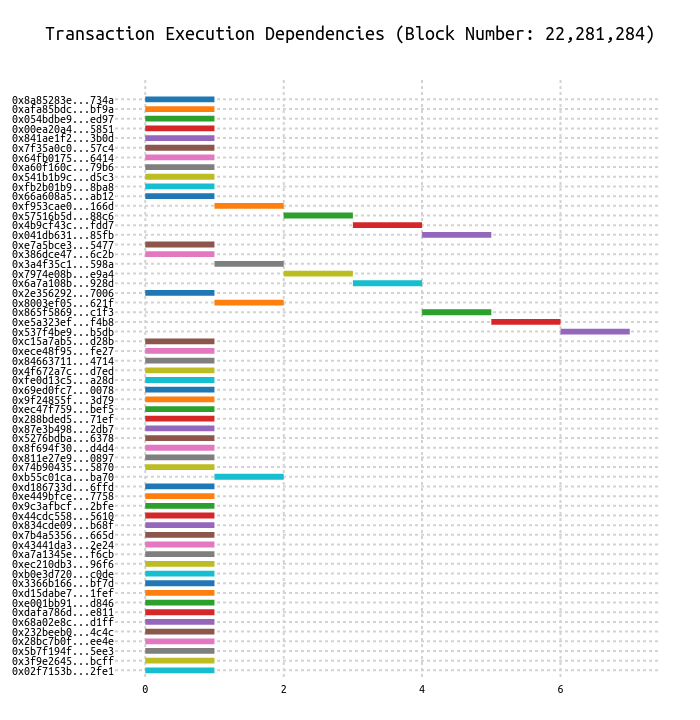 Transaction Execution Dependencies (Block Number: 22,281,284)
0x8a85283e...734a
0xafa85bdc...bf9a
0x054bdbe9...ed97
0x00ea20a4...5851
0x841ae1f2...3b0d
0x7f35a0c0...57c4
0x64fb0175...6414
0xa60f160c...79b6
0x541b1b9c...d5c3
0xfb2b01b9...8ba8
0x66a608a5...ab12
0xf953cae0...166d
0x57516b5d...88c6
0x4b9cf43c...fdd7
0x041db631...85fb
0xe7a5bce3...5477
0x386dce47...6c2b
0x3a4f35c1...598a
0x7974e08b...e9a4
0x6a7a108b...928d
0x2e356292...7006
0x8003ef05...621f
0x865f5869...c1f3
0xe5a323ef...f4b8
0x537f4be9...b5db
0xc15a7ab5...d28b
0xece48f95...fe27
0x84663711...4714
0x4f672a7c...d7ed
0xfe0d13c5...a28d
0x69ed0fc7...0078
0x9f24855f...3d79
0xec47f759...bef5
0x288bded5...71ef
0x87e3b498...2db7
0x5276bdba...6378
0x8f694f30...d4d4
0x811e27e9...0897
0x74b90435...5870
0xb55c01ca...ba70
0xd186733d...6ffd
0xe449bfce...7758
0x9c3afbcf...2bfe
0x44cdc558...5610
0x834cde09...b68f
0x7b4a5356...665d
0x43441da3...2e24
0xa7a1345e...f6cb
0xec210db3...96f6
0xb0e3d720...c0de
0x3366b166...bf7d
0xd15dabe7...1fef
0xe001bb91...d846
0xdafa786d...e811
0x68a02e8c...d1ff
0x232beeb0...4c4c
0x28bc7b0f...ee4e
0x5b7f194f...5ee3
0x3f9e2645...bcff
0x02f7153b...2fe1
0 2 4 6